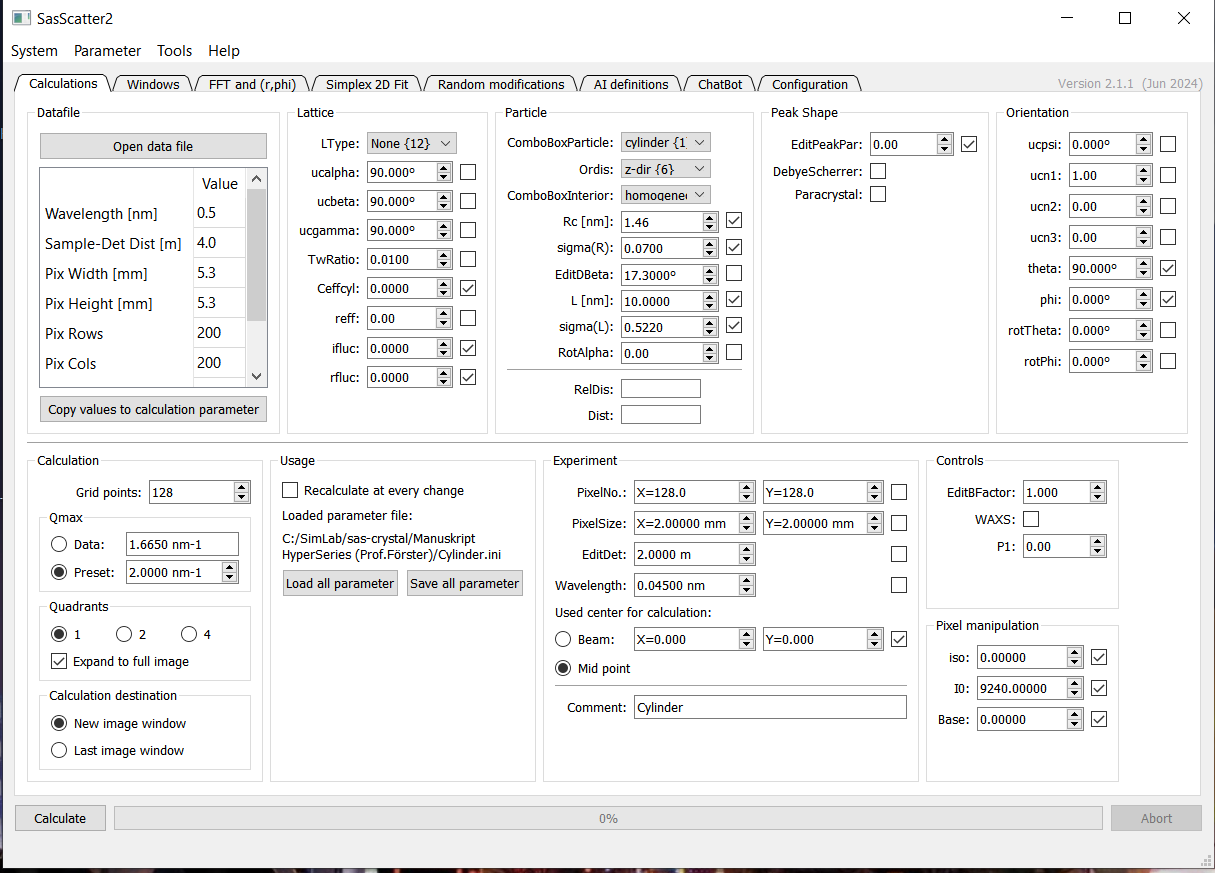 SasScatter2
System Parameter Tools Help
Calculations Windows FFT and (r,phi) Simplex 2D Fit Random modifications AI definitions ChatBot Configuration Version 2.1.1 (Jun 2024)
Datafile
Open data file
Value
Wavelength [nm] 0.5
Sample-Det Dist [m] 4.0
Pix Width [mm] 5.3
Pix Height [mm] 5.3
Pix Rows 200
Pix Cols 200
Copy values to calculation parameter
Lattice
LType: None {12}
ucalpha: 90.000º
ucbeta: 90.000º
ucgamma: 90.000º
TwRatio: 0.0100
Ceffcyl: 0.0000
reff: 0.00
ifluc: 0.0000
rfluc: 0.0000
Particle
ComboBoxParticle: cylinder {1
Ordis: z-dir {6}
ComboBoxInterior: homogene
Rc [nm]: 1.46
sigma(R): 0.0700
EditDBeta: 17.3000º
L [nm]: 10.0000
sigma(L): 0.5220
RotAlpha: 0.00
RelDis:
Dist:
Peak Shape
EditPeakPar: 0.00
DebyeScherrer:
Paracrystal:
Orientation
ucpsi: 0.000º
ucn1: 1.00
ucn2: 0.00
ucn3: 0.00
theta: 90.000º
phi: 0.000º
rotTheta: 0.000º
rotPhi: 0.000º
Calculation
Grid points: 128
Qmax
Data: 1.6650 nm-1
Preset: 2.0000 nm-1
Quadrants
1 2 4
Expand to full image
Calculation destination
New image window
Last image window
Usage
Recalculate at every change
Loaded parameter file:
C:/SimLab/sas-crystal/Manuskript
HyperSeries (Prof.Förster)/Cylinder.ini
Load all parameter Save all parameter
Experiment
PixelNo.: X=128.0 Y=128.0
PixelSize: X=2.00000 mm Y=2.00000 mm
EditDet: 2.0000 m
Wavelength: 0.04500 nm
Used center for calculation:
Beam: X=0.000 Y=0.000
Mid point
Comment: Cylinder
Controls
EditBFactor: 1.000
WAXS:
P1: 0.00
Pixel manipulation
iso: 0.00000
I0: 9240.00000
Base: 0.00000
Calculate 0% Abort